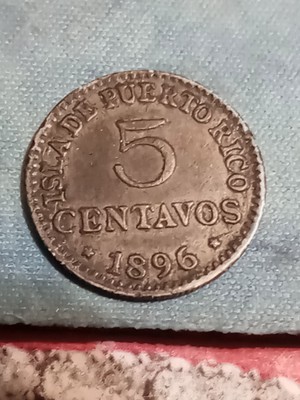 ISLA DE PUERTO RICO
5
CENTAVOS
* 1896 *